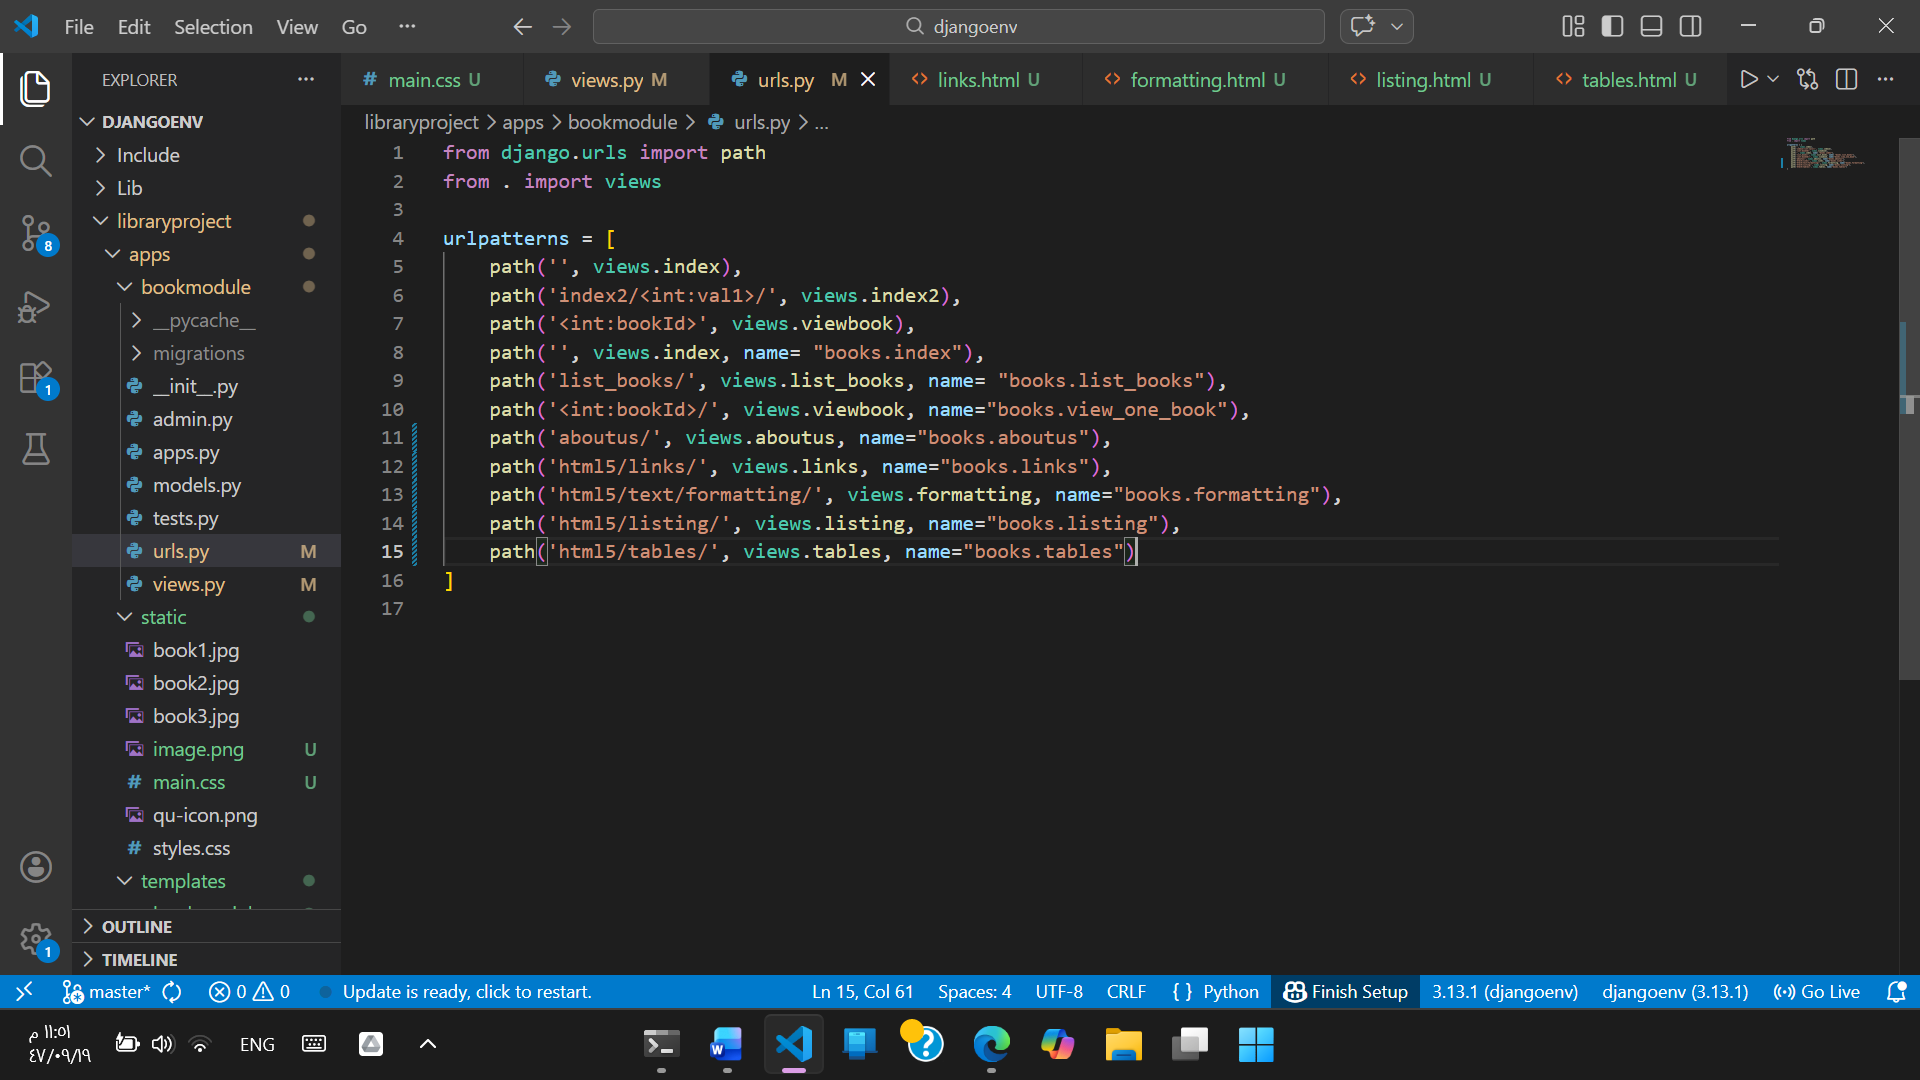 File Edit Selection View Go ···
djangoenv
EXPLORER ···
main.css U
views.py M
urls.py M
links.html U
formatting.html U
listing.html U
tables.html U
···
DJANGOENV
Include
Lib
libraryproject
apps
bookmodule
__pycache__
migrations
__init__.py
admin.py
apps.py
models.py
tests.py
urls.py M
views.py M
static
book1.jpg
book2.jpg
book3.jpg
image.png U
main.css U
qu-icon.png
styles.css
templates
OUTLINE
TIMELINE
8
1
1
libraryproject > apps > bookmodule > urls.py > ...
1 from django.urls import path
2 from . import views
3
4 urlpatterns = [
5     path('', views.index),
6     path('index2/<int:val1>/', views.index2),
7     path('<int:bookId>', views.viewbook),
8     path('', views.index, name= "books.index"),
9     path('list_books/', views.list_books, name= "books.list_books"),
10     path('<int:bookId>/', views.viewbook, name="books.view_one_book"),
11     path('aboutus/', views.aboutus, name="books.aboutus"),
12     path('html5/links/', views.links, name="books.links"),
13     path('html5/text/formatting/', views.formatting, name="books.formatting"),
14     path('html5/listing/', views.listing, name="books.listing"),
15     path('html5/tables/', views.tables, name="books.tables")
16 ]
17
master* 0 0 Update is ready, click to restart. Ln 15, Col 61 Spaces: 4 UTF-8 CRLF { } Python Finish Setup 3.13.1 (djangoenv) djangoenv (3.13.1) Go Live
١١:٥١ م
٤٧/٠٩/١٩
ENG